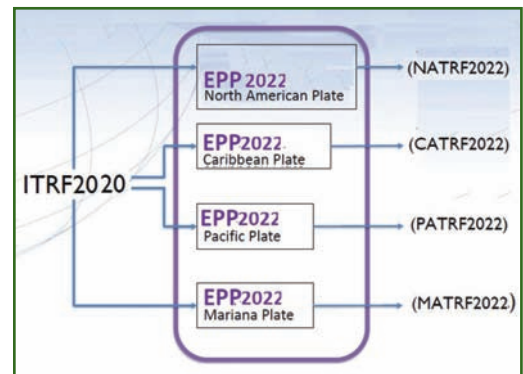 EPP2022
North American Plate
(NATRF2022)
EPP2022
Caribbean Plate
(CATRF2022)
ITRF2020
EPP2022
Pacific Plate
(PATRF2022)
EPP2022
Mariana Plate
(MATRF2022)